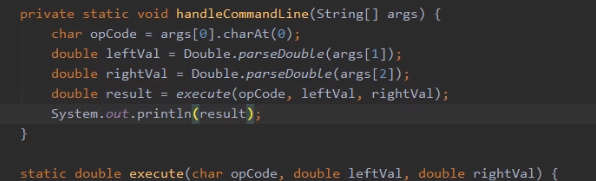 private static void handleCommandLine(String[] args) {
    char opCode = args[0].charAt(0);
    double leftVal = Double.parseDouble(args[1]);
    double rightVal = Double.parseDouble(args[2]);
    double result = execute(opCode, leftVal, rightVal);
    System.out.println(result);
}
static double execute(char opCode, double leftVal, double rightVal) {